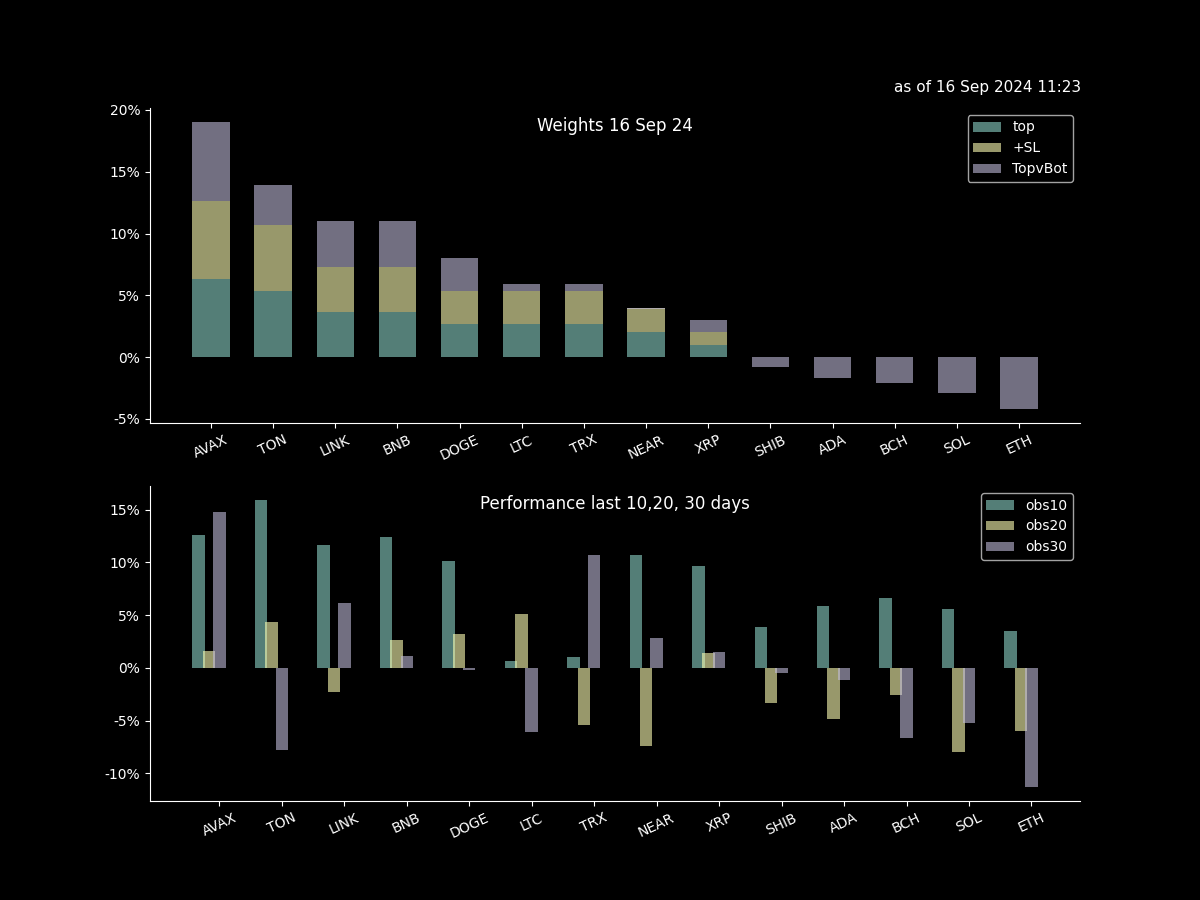 as of 16 Sep 2024 11:23
Weights 16 Sep 24
top
+SL
TopvBot
20%
15%
10%
5%
0%
-5%
AVAX TON LINK BNB DOGE LTC TRX NEAR XRP SHIB ADA BCH SOL ETH
Performance last 10,20, 30 days
obs10
obs20
obs30
15%
10%
5%
0%
-5%
-10%
AVAX TON LINK BNB DOGE LTC TRX NEAR XRP SHIB ADA BCH SOL ETH